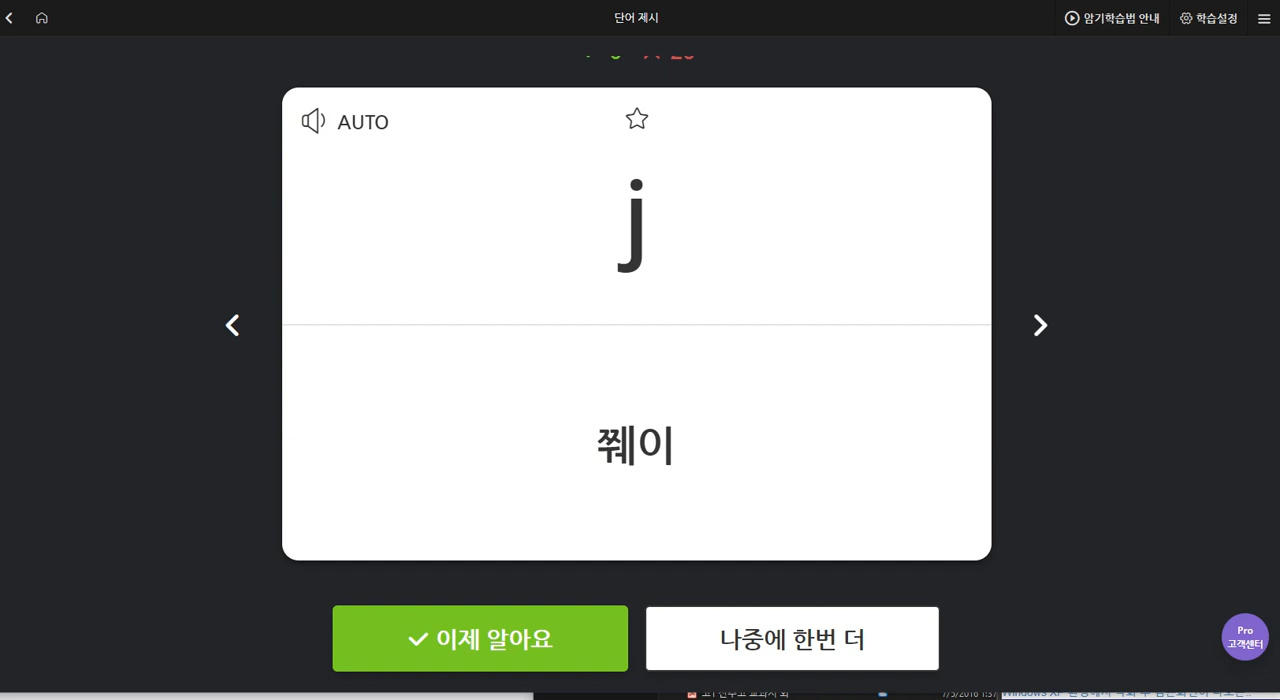 단어 제시
암기학습법 안내
학습설정
AUTO
j
쮀이
이제 알아요
나중에 한번 더
Pro
고객센터